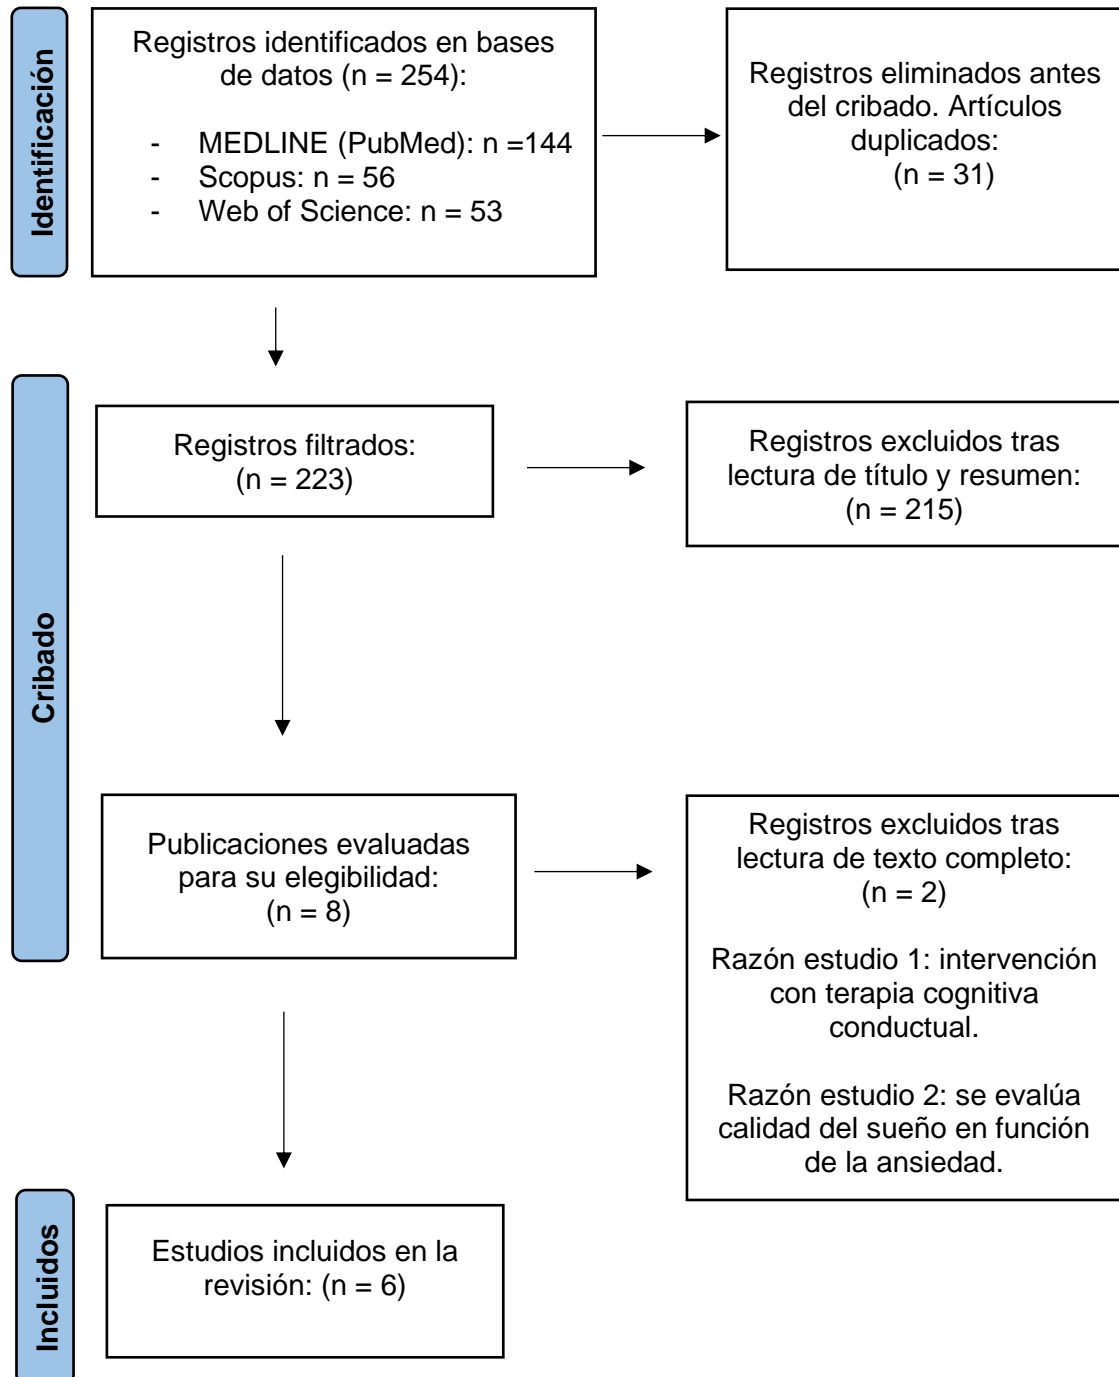 Identificación
Registros identificados en bases
de datos (n = 254):
- MEDLINE (PubMed): n =144
- Scopus: n = 56
- Web of Science: n = 53
Registros eliminados antes
del cribado. Artículos
duplicados:
(n = 31)
Cribado
Registros filtrados:
(n = 223)
Registros excluidos tras
lectura de título y resumen:
(n = 215)
Publicaciones evaluadas
para su elegibilidad:
(n = 8)
Registros excluidos tras
lectura de texto completo:
(n = 2)
Razón estudio 1: intervención
con terapia cognitiva
conductual.
Razón estudio 2: se evalúa
calidad del sueño en función
de la ansiedad.
Incluidos
Estudios incluidos en la
revisión: (n = 6)